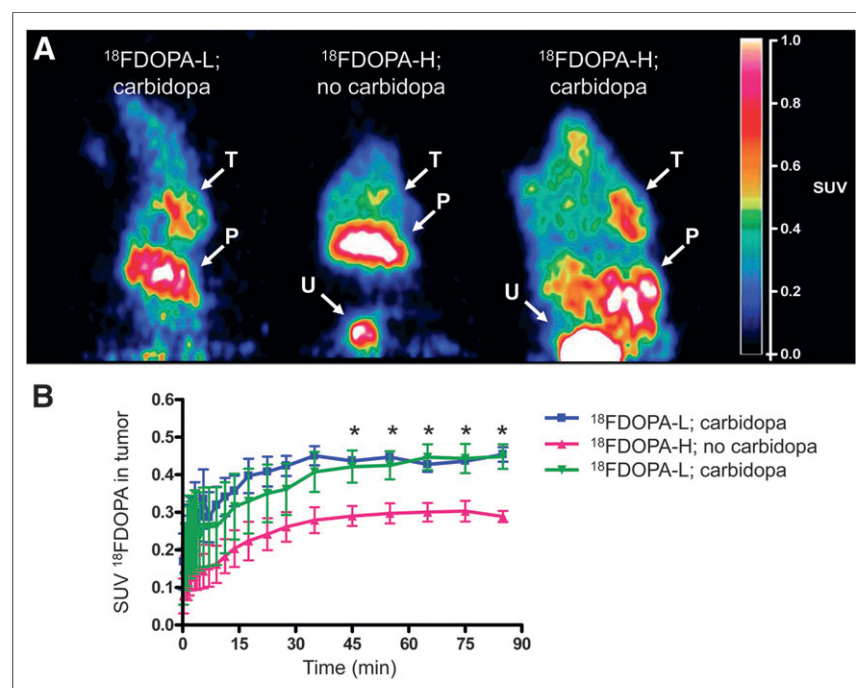 A
¹⁸FDOPA-L;
carbidopa
¹⁸FDOPA-H;
no carbidopa
¹⁸FDOPA-H;
carbidopa
T
P
T
P
U
T
P
U
1.0
0.8
0.6
0.4
0.2
0.0
SUV
B
SUV ¹⁸FDOPA in tumor
0.6
0.5
0.4
0.3
0.2
0.1
0.0
* * * * *
0 15 30 45 60 75 90
Time (min)
¹⁸FDOPA-L; carbidopa
¹⁸FDOPA-H; no carbidopa
¹⁸FDOPA-L; carbidopa